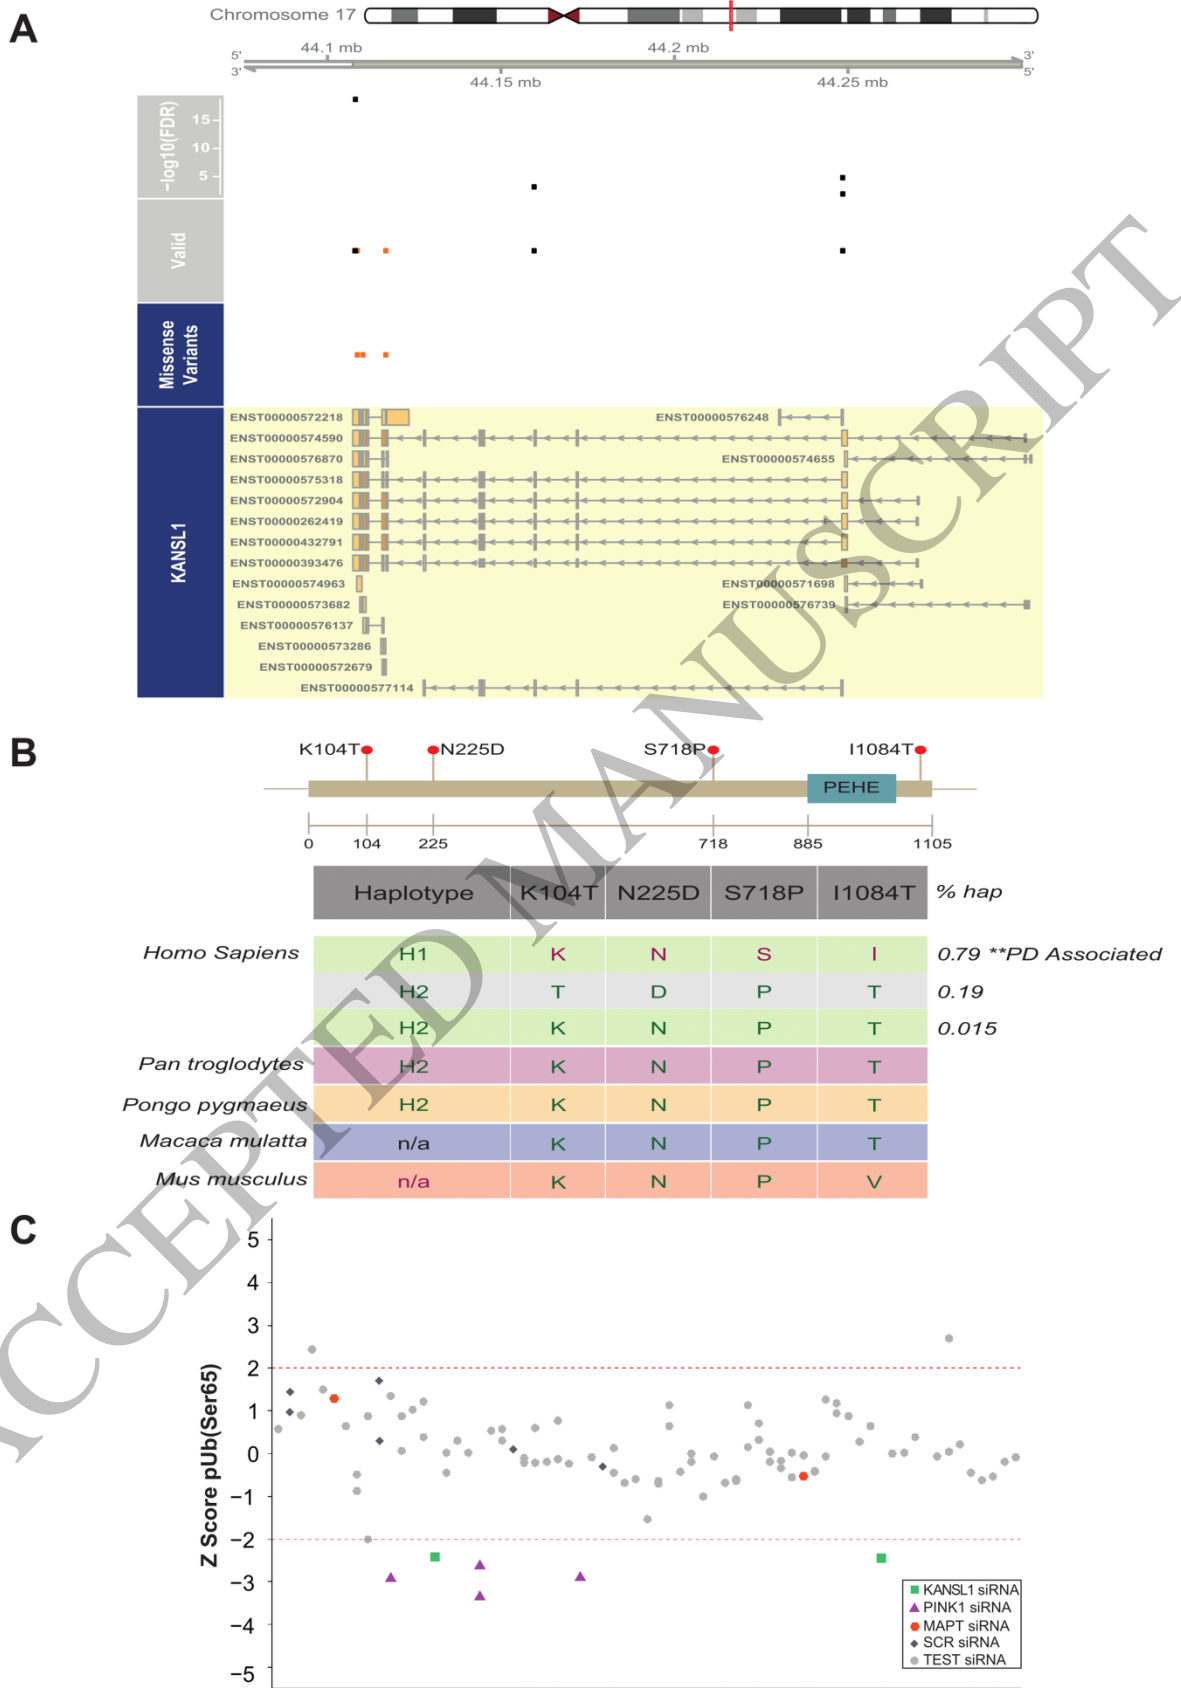 A
Chromosome 17
44.1 mb
44.2 mb
5'
3'
3'
5'
44.15 mb
44.25 mb
−log10(FDR)
15
10
5
Valid
Missense
Variants
KANSL1
ENST00000572218
ENST00000576248
ENST00000574590
ENST00000576870
ENST00000574655
ENST00000575318
ENST00000572904
ENST00000262419
ENST00000432791
ENST00000393476
ENST00000574963
ENST00000571698
ENST00000573682
ENST00000576739
ENST00000576137
ENST00000573286
ENST00000572679
ENST00000577114
ACCEPTED MANUSCRIPT
B
K104T
N225D
S718P
I1084T
PEHE
0 104 225 718 885 1105
Haplotype K104T N225D S718P I1084T % hap
Homo Sapiens H1 K N S I 0.79 **PD Associated
H2 T D P T 0.19
H2 K N P T 0.015
Pan troglodytes H2 K N P T
Pongo pygmaeus H2 K N P T
Macaca mulatta n/a K N P T
Mus musculus n/a K N P V
C
Z Score pUb(Ser65)
5
4
3
2
1
0
−1
−2
−3
−4
−5
KANSL1 siRNA
PINK1 siRNA
MAPT siRNA
SCR siRNA
TEST siRNA